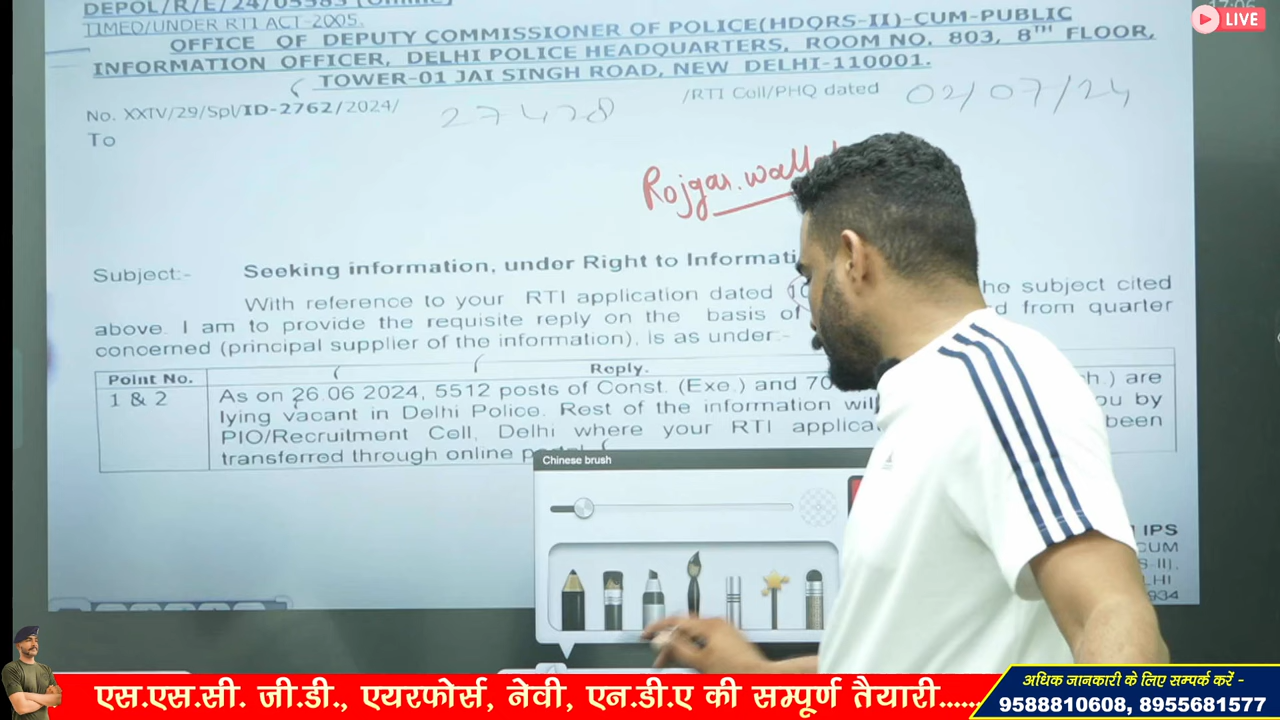 DEPOL/R/E/24/05583 [Online]
TIMED/UNDER RTI ACT-2005.
OFFICE OF DEPUTY COMMISSIONER OF POLICE(HDQRS-II)-CUM-PUBLIC
INFORMATION OFFICER, DELHI POLICE HEADQUARTERS, ROOM NO. 803, 8TH FLOOR,
TOWER-01 JAI SINGH ROAD, NEW DELHI-110001.
No. XXIV/29/Spl/ID-2762/2024/ 27428 /RTI Cell/PHQ dated 02/07/24
To
Rojgar.wall
Subject:- Seeking information, under Right to Informati
With reference to your RTI application dated 10 he subject cited
above. I am to provide the requisite reply on the basis of d from quarter
concerned (principal supplier of the information). Is as under:-
Point No. Reply.
1 & 2 As on 26.06 2024, 5512 posts of Const. (Exe.) and 70 h.) are
lying vacant in Delhi Police. Rest of the information wil ou by
PIO/Recruitment Cell, Delhi where your RTI applica been
transferred through online p
Chinese brush
IPS
CUM
S-II),
LHI
934
LIVE
एस.एस.सी. जी.डी., एयरफोर्स, नेवी, एन.डी.ए की सम्पूर्ण तैयारी......
अधिक जानकारी के लिए सम्पर्क करें -
9588810608, 8955681577